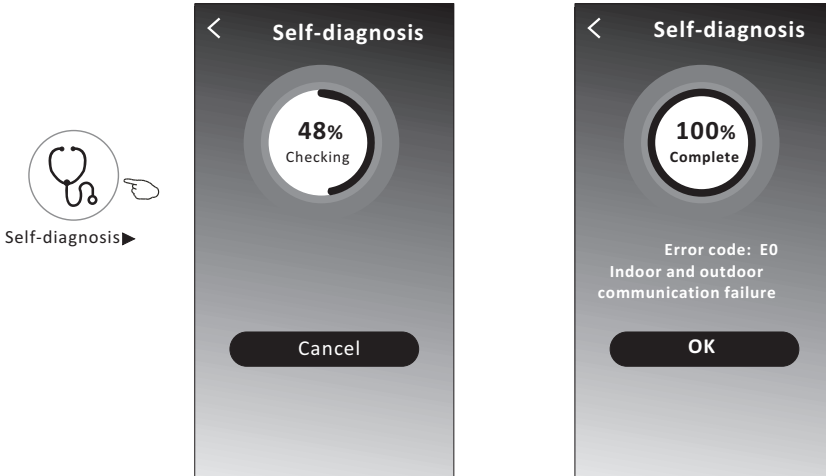 Self-diagnosis▶
Self-diagnosis
48%
Checking
Cancel
Self-diagnosis
100%
Complete
Error code: E0
Indoor and outdoor
communication failure
OK